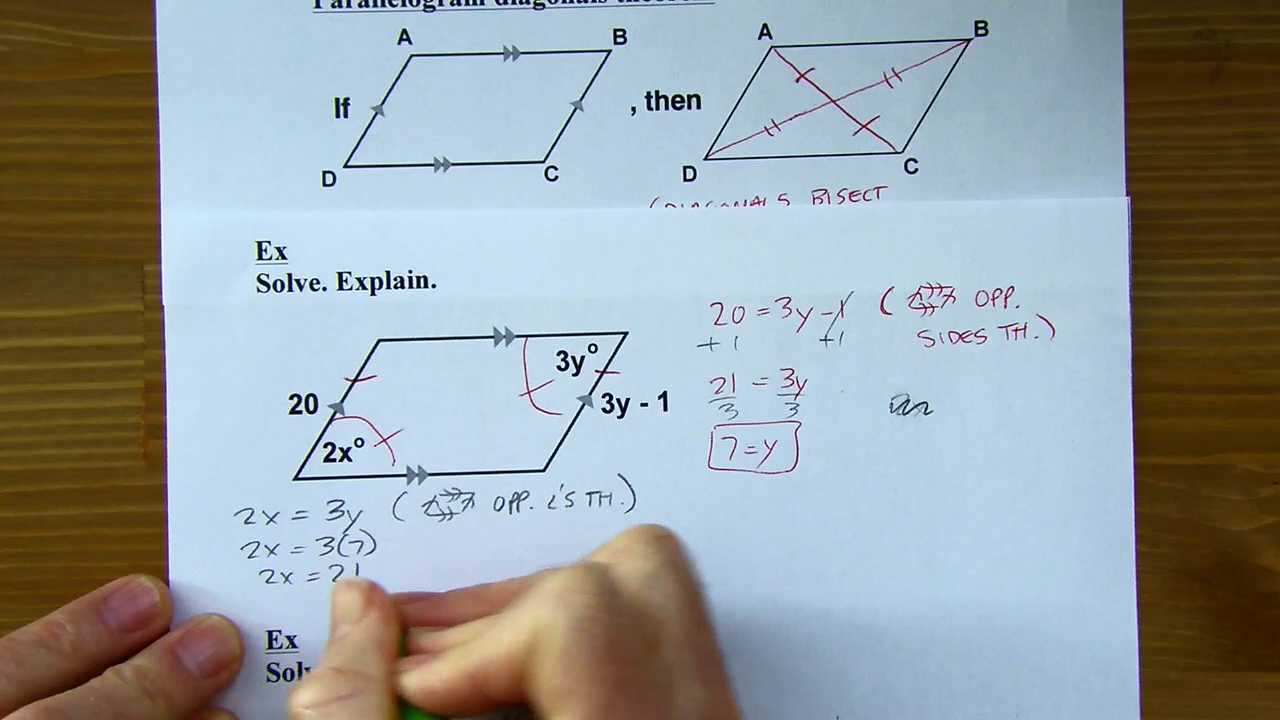 Parallelogram diagonals theorem
A B
If
D C
, then
A B
D C
(DIAGONALS BISECT
Ex
Solve. Explain.
20
2x°
3y°
3y - 1
20 = 3y - 1 ( OPP.
SIDES TH.)
+1 +1
21 = 3y
3 3
7 = y
2x = 3y ( OPP. ∠'S TH.)
2x = 3(7)
2x = 21
Ex
Solv